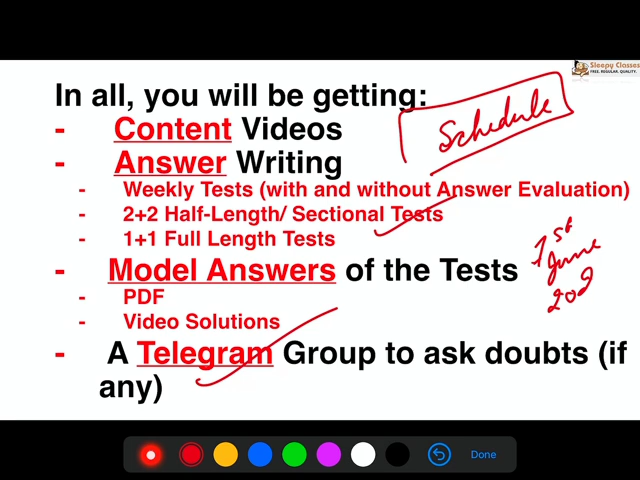 Sleepy Classes
FREE. REGULAR. QUALITY.
In all, you will be getting:
- Content Videos
Schedule
- Answer Writing
- Weekly Tests (with and without Answer Evaluation)
- 2+2 Half-Length/ Sectional Tests
- 1+1 Full Length Tests
1st
June
202
- Model Answers of the Tests
- PDF
- Video Solutions
- A Telegram Group to ask doubts (if
any)
Done